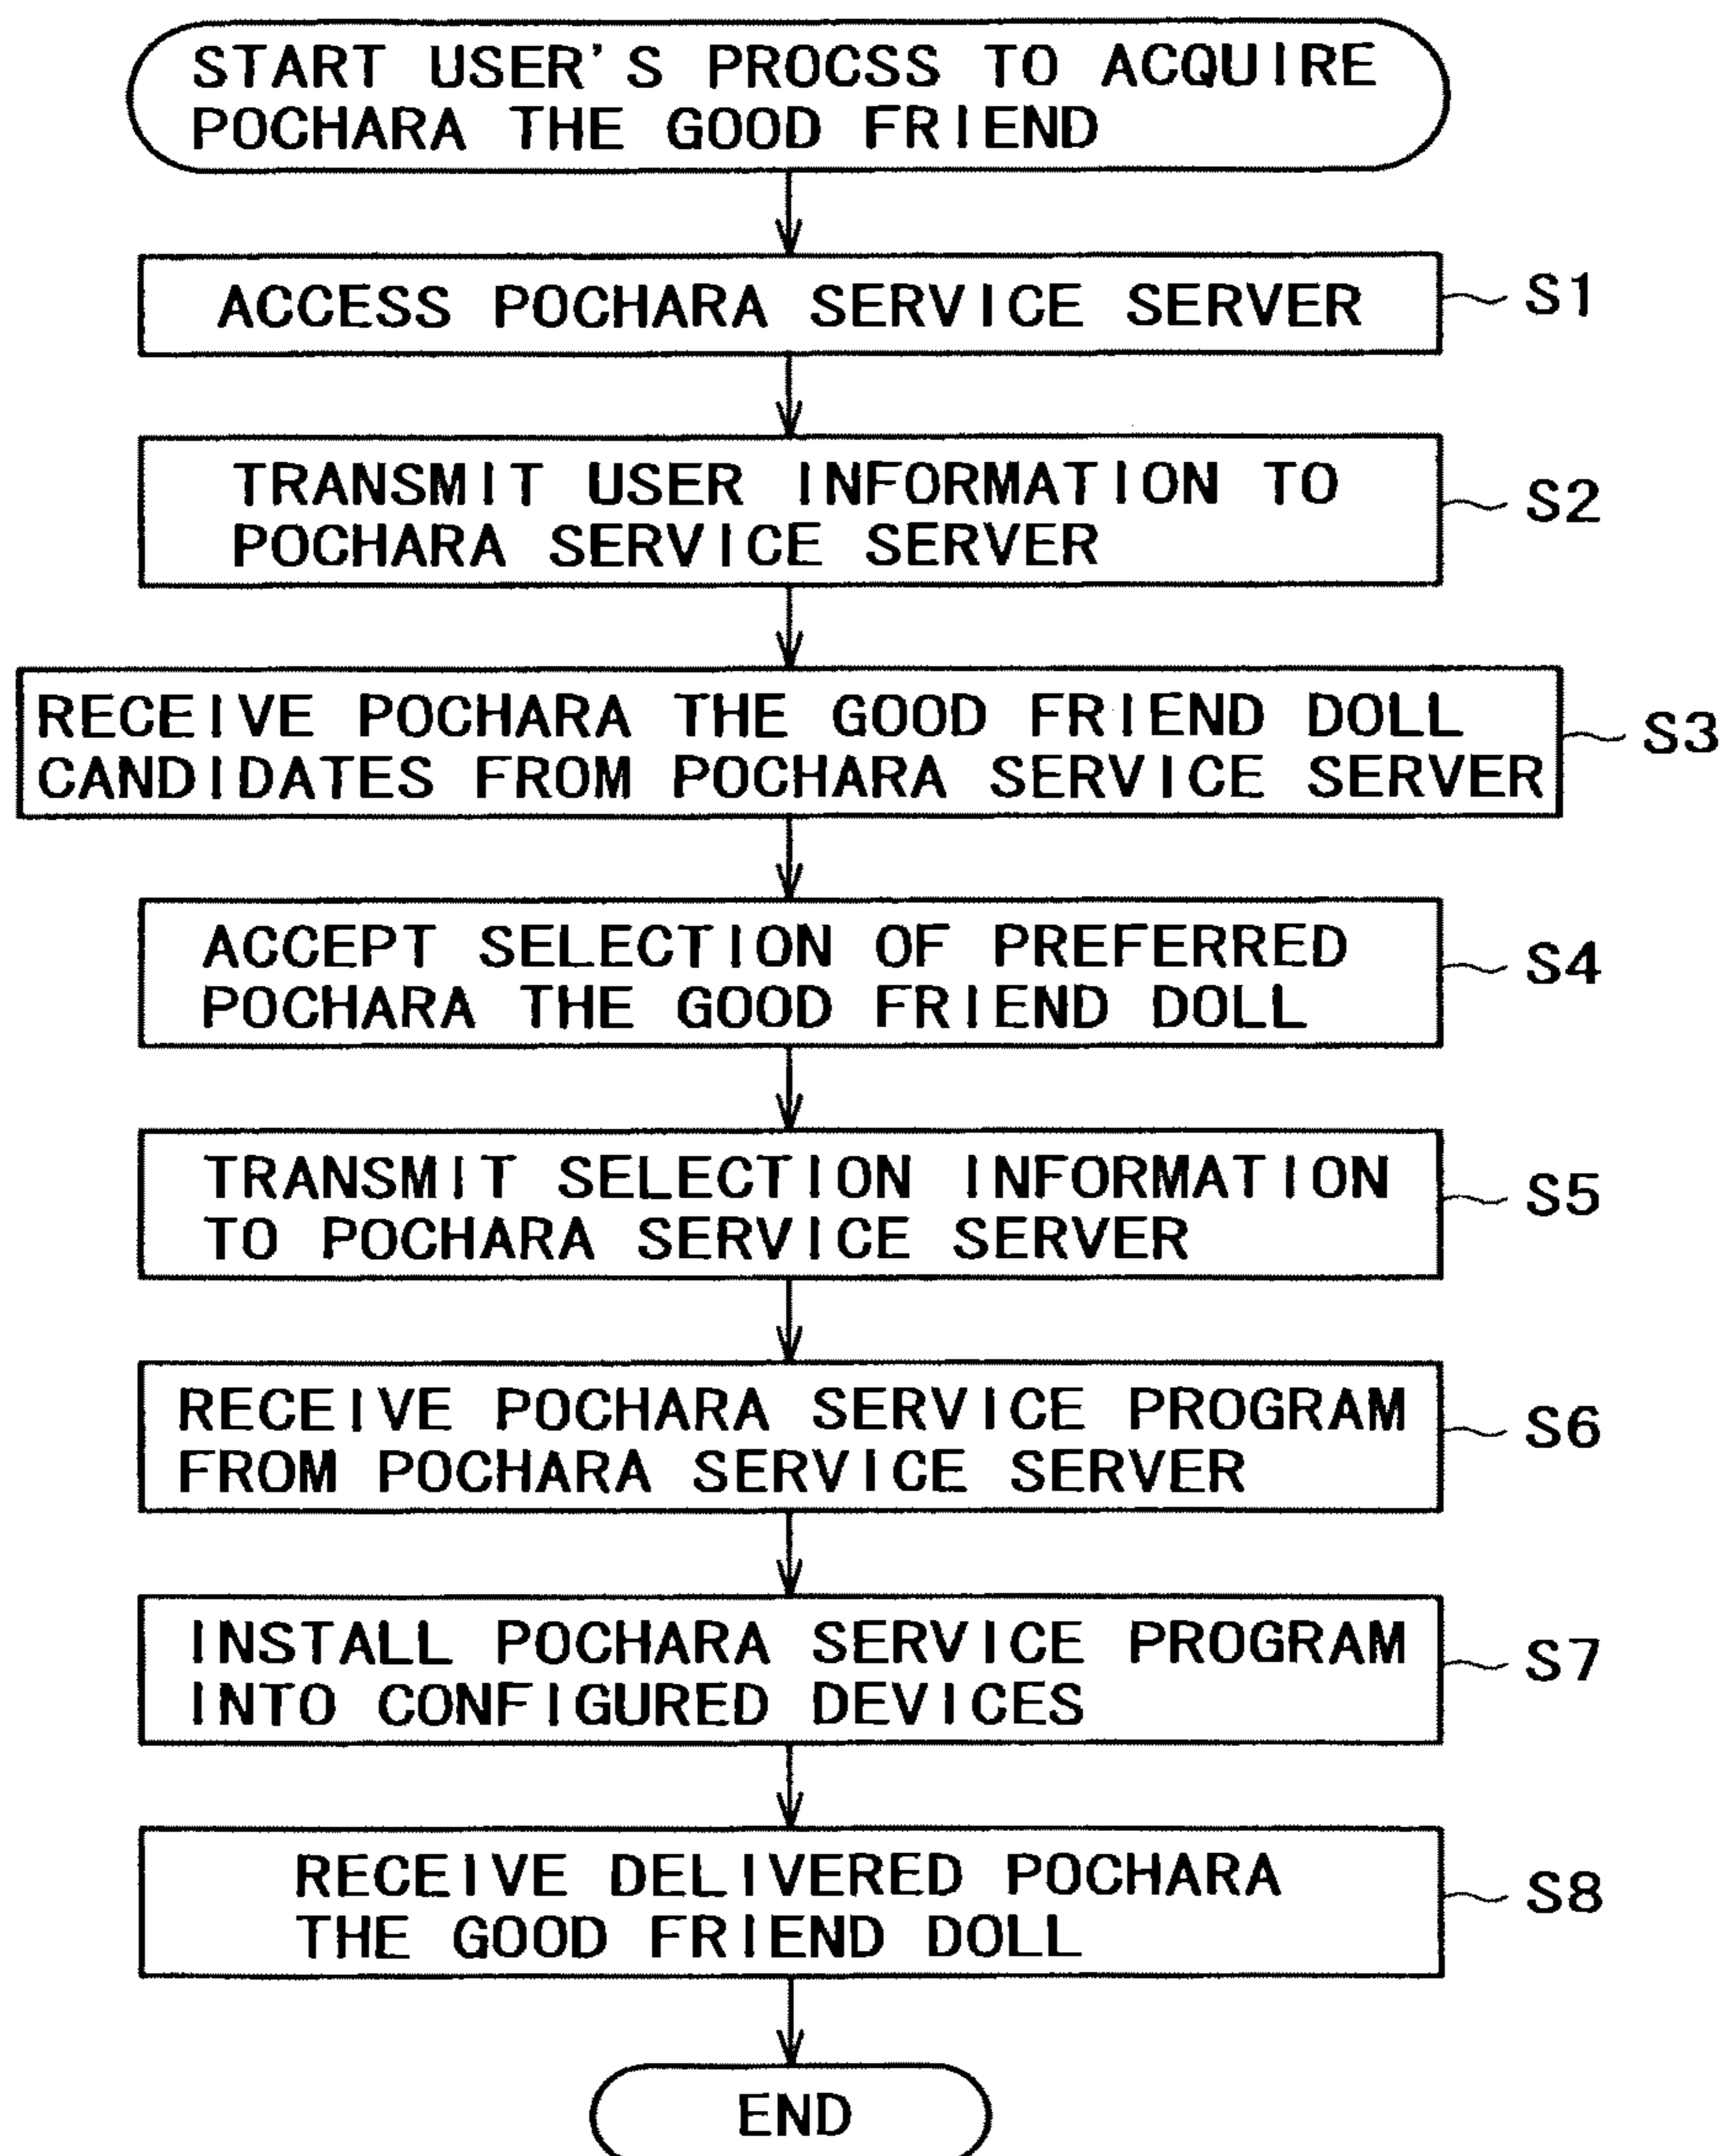 START USER'S PROCSS TO ACQUIRE
POCHARA THE GOOD FRIEND
ACCESS POCHARA SERVICE SERVER
S1
TRANSMIT USER INFORMATION TO
POCHARA SERVICE SERVER
S2
RECEIVE POCHARA THE GOOD FRIEND DOLL
CANDIDATES FROM POCHARA SERVICE SERVER
S3
ACCEPT SELECTION OF PREFERRED
POCHARA THE GOOD FRIEND DOLL
S4
TRANSMIT SELECTION INFORMATION
TO POCHARA SERVICE SERVER
S5
RECEIVE POCHARA SERVICE PROGRAM
FROM POCHARA SERVICE SERVER
S6
INSTALL POCHARA SERVICE PROGRAM
INTO CONFIGURED DEVICES
S7
RECEIVE DELIVERED POCHARA
THE GOOD FRIEND DOLL
S8
END